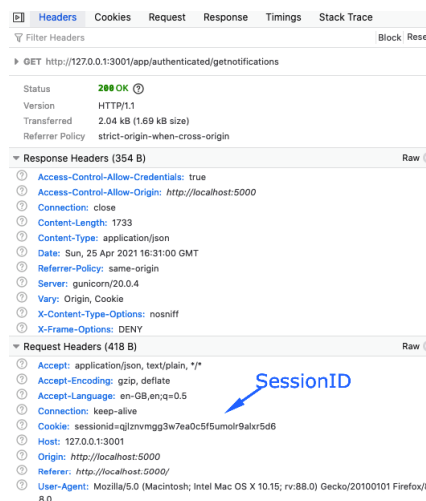 Headers Cookies Request Response Timings Stack Trace
Filter Headers Block Rese
GET http://127.0.0.1:3001/app/authenticated/getnotifications
Status 200 OK
Version HTTP/1.1
Transferred 2.04 kB (1.69 kB size)
Referrer Policy strict-origin-when-cross-origin
Response Headers (354 B) Raw
Access-Control-Allow-Credentials: true
Access-Control-Allow-Origin: http://localhost:5000
Connection: close
Content-Length: 1733
Content-Type: application/json
Date: Sun, 25 Apr 2021 16:31:00 GMT
Referrer-Policy: same-origin
Server: gunicorn/20.0.4
Vary: Origin, Cookie
X-Content-Type-Options: nosniff
X-Frame-Options: DENY
Request Headers (418 B) Raw
Accept: application/json, text/plain, */*
Accept-Encoding: gzip, deflate
SessionID
Accept-Language: en-GB,en;q=0.5
Connection: keep-alive
Cookie: sessionid=qjlznvmgg3w7ea0c5f5umolr9alxr5d6
Host: 127.0.0.1:3001
Origin: http://localhost:5000
Referer: http://localhost:5000/
User-Agent: Mozilla/5.0 (Macintosh; Intel Mac OS X 10.15; rv:88.0) Gecko/20100101 Firefox/8
8.0